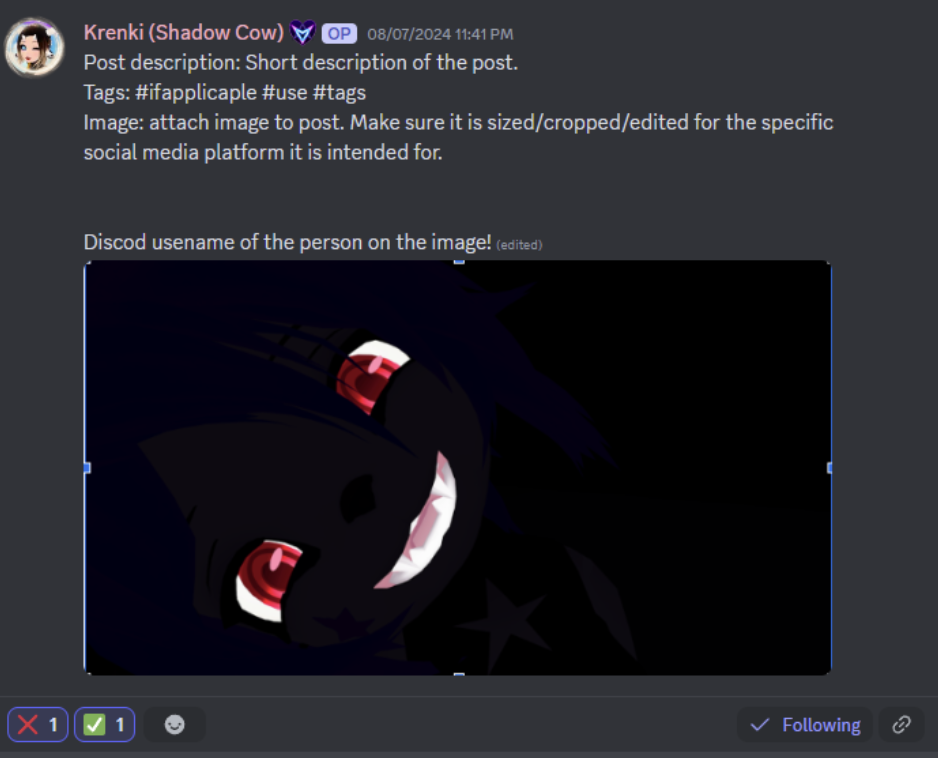 Krenki (Shadow Cow) OP 08/07/2024 11:41 PM
Post description: Short description of the post.
Tags: #ifapplicaple #use #tags
Image: attach image to post. Make sure it is sized/cropped/edited for the specific
social media platform it is intended for.
Discod usename of the person on the image! (edited)
1 1 Following